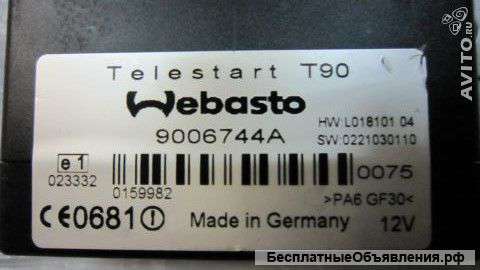 Telestart T90
Webasto
9006744A
HW:L018101 04
SW:0221030110
e1
023332
0159982
0075
>PA6 GF30<
CE0681!
Made in Germany
12V
AVITO.ru
БесплатныеОбъявления.рф